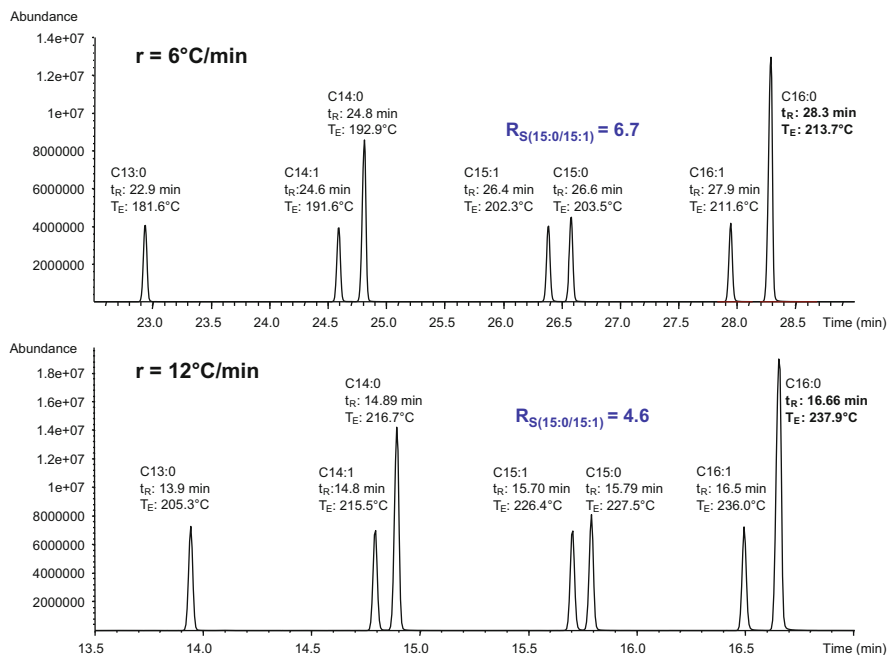 Abundance
1.4e+07
r = 6°C/min
1.2e+07
C14:0
C16:0
1e+07
tR: 24.8 min
tR: 28.3 min
TE: 192.9°C
RS(15:0/15:1) = 6.7
TE: 213.7°C
8000000
C13:0
C14:1
C15:1
C15:0
C16:1
tR: 22.9 min
tR:24.6 min
tR: 26.4 min
tR: 26.6 min
tR: 27.9 min
6000000
TE: 181.6°C
TE: 191.6°C
TE: 202.3°C
TE: 203.5°C
TE: 211.6°C
4000000
2000000
23.0 23.5 24.0 24.5 25.0 25.5 26.0 26.5 27.0 27.5 28.0 28.5 Time (min)
Abundance
r = 12°C/min
1.8e+07
C14:0
C16:0
1.6e+07
tR: 14.89 min
tR: 16.66 min
TE: 216.7°C
RS(15:0/15:1) = 4.6
TE: 237.9°C
1.4e+07
1.2e+07
C13:0
C14:1
C15:1
C15:0
C16:1
1e+07
tR: 13.9 min
tR:14.8 min
tR: 15.70 min
tR: 15.79 min
tR: 16.5 min
TE: 205.3°C
TE: 215.5°C
TE: 226.4°C
TE: 227.5°C
TE: 236.0°C
8000000
6000000
4000000
2000000
13.5 14.0 14.5 15.0 15.5 16.0 16.5 Time (min)